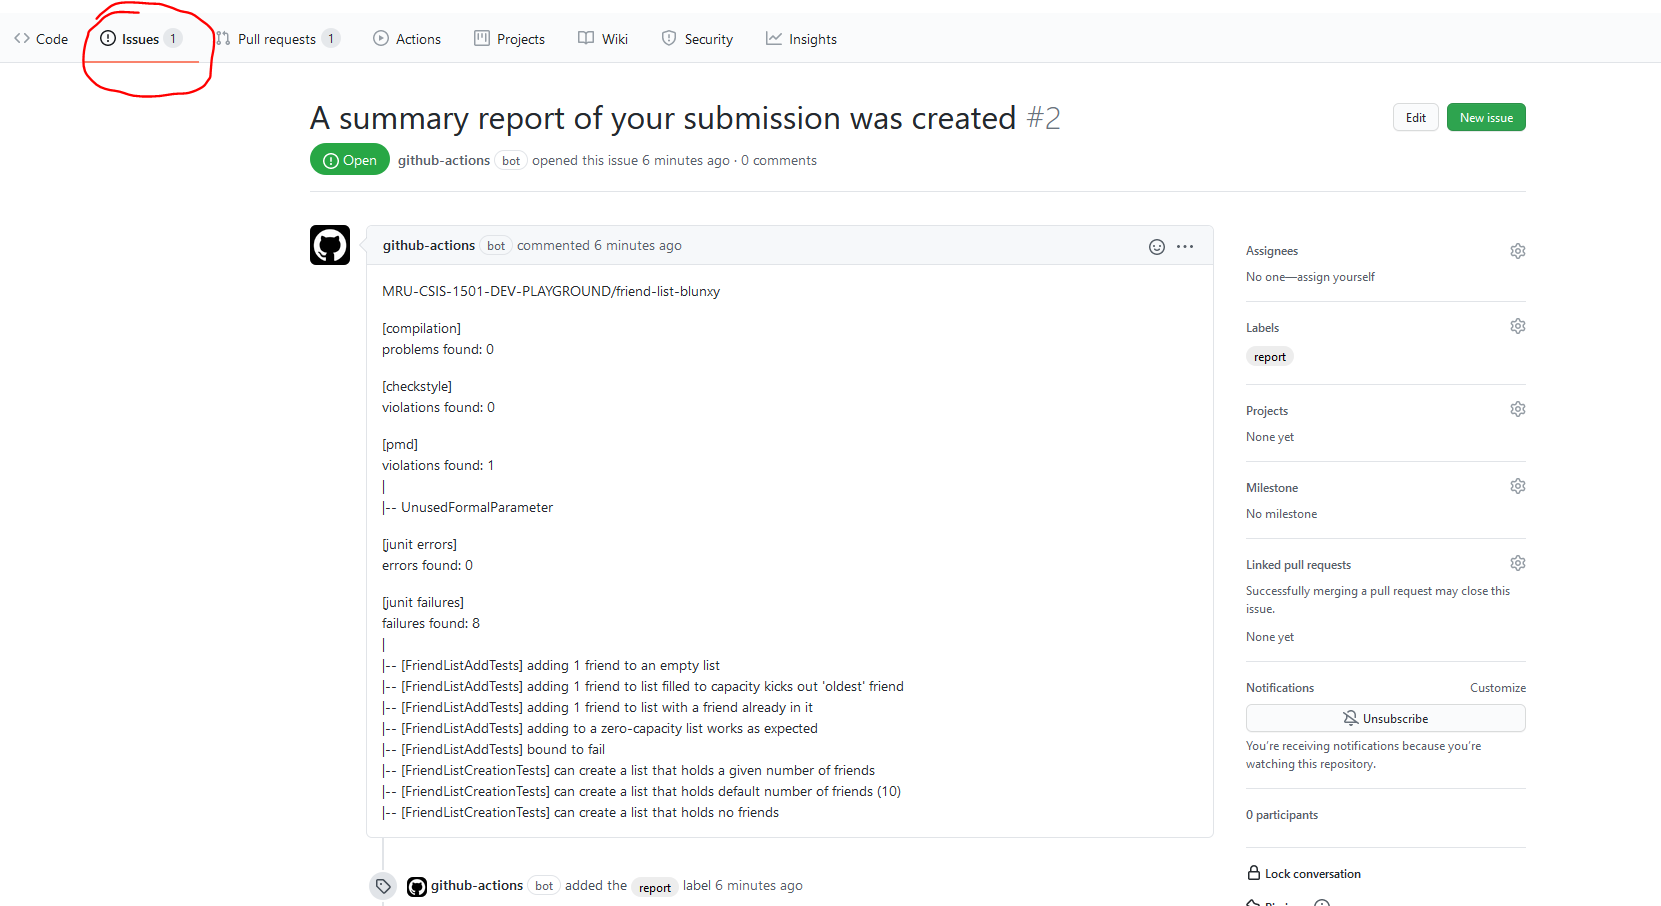 Code Issues 1 Pull requests 1 Actions Projects Wiki Security Insights
A summary report of your submission was created #2
Edit New issue
Open github-actions bot opened this issue 6 minutes ago · 0 comments
github-actions bot commented 6 minutes ago
MRU-CSIS-1501-DEV-PLAYGROUND/friend-list-blunxy
[compilation]
problems found: 0
[checkstyle]
violations found: 0
[pmd]
violations found: 1
|
|-- UnusedFormalParameter
[junit errors]
errors found: 0
[junit failures]
failures found: 8
|
|-- [FriendListAddTests] adding 1 friend to an empty list
|-- [FriendListAddTests] adding 1 friend to list filled to capacity kicks out 'oldest' friend
|-- [FriendListAddTests] adding 1 friend to list with a friend already in it
|-- [FriendListAddTests] adding to a zero-capacity list works as expected
|-- [FriendListAddTests] bound to fail
|-- [FriendListCreationTests] can create a list that holds a given number of friends
|-- [FriendListCreationTests] can create a list that holds default number of friends (10)
|-- [FriendListCreationTests] can create a list that holds no friends
github-actions bot added the report label 6 minutes ago
Assignees
No one—assign yourself
Labels
report
Projects
None yet
Milestone
No milestone
Linked pull requests
Successfully merging a pull request may close this
issue.
None yet
Notifications Customize
Unsubscribe
You're receiving notifications because you're
watching this repository.
0 participants
Lock conversation